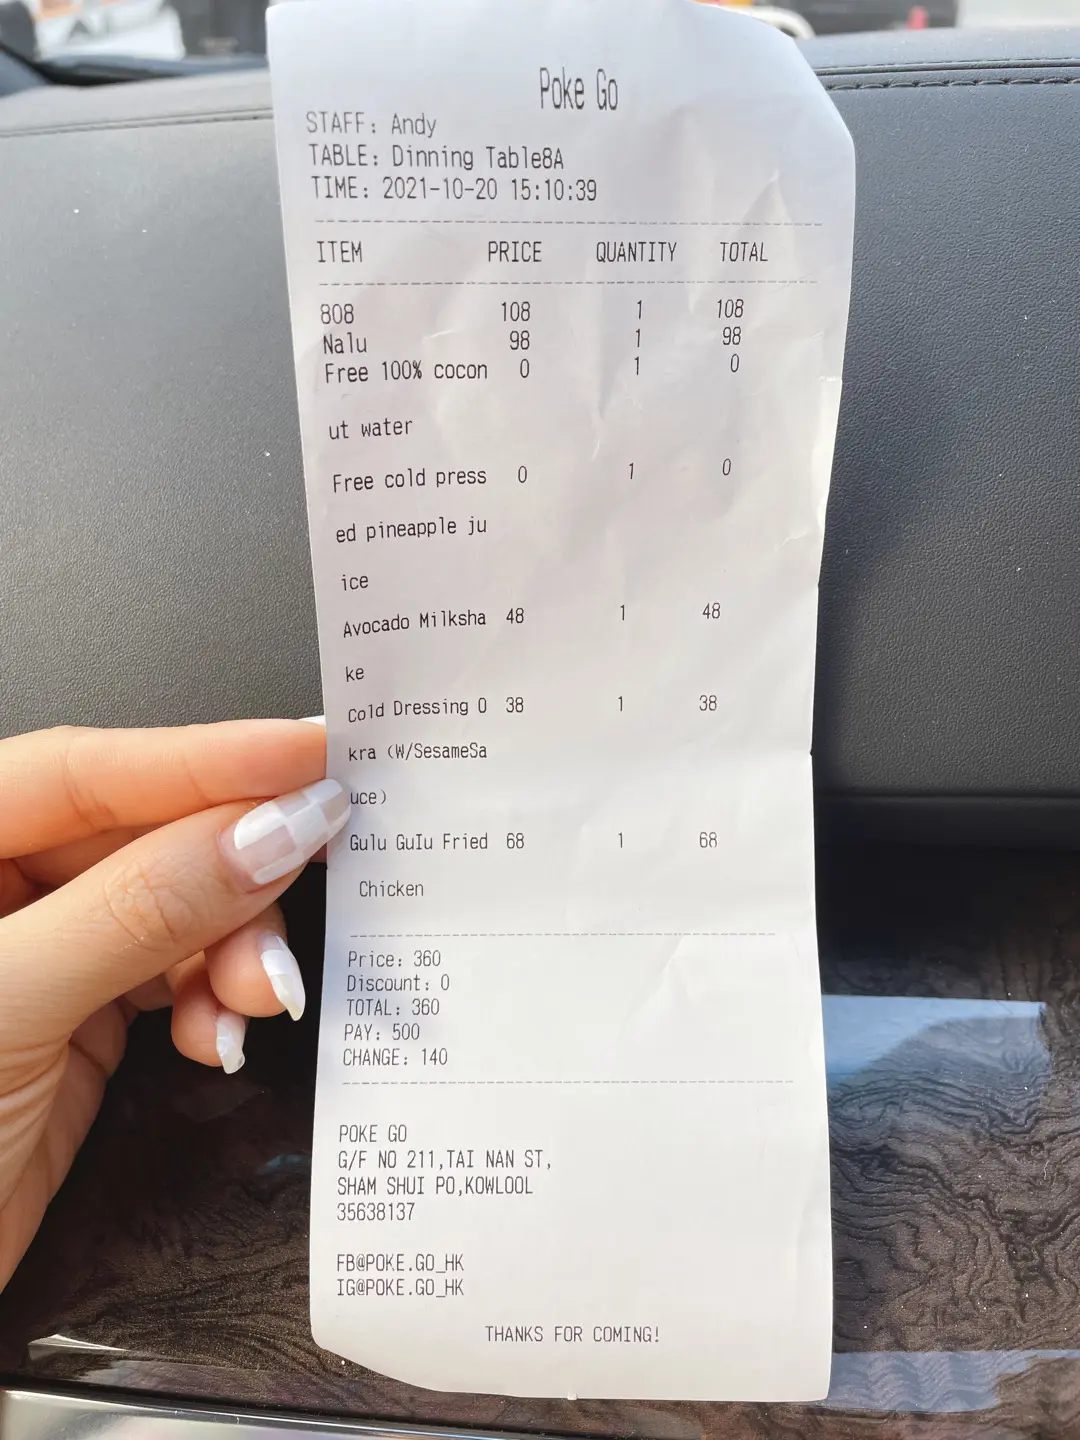 Poke Go
STAFF: Andy
TABLE: Dinning Table8A
TIME: 2021-10-20 15:10:39
ITEM PRICE QUANTITY TOTAL
808 108 1 108
Nalu 98 1 98
Free 100% cocon 0 1 0
ut water
Free cold press 0 1 0
ed pineapple ju
ice
Avocado Milksha 48 1 48
ke
Cold Dressing O 38 1 38
kra (W/SesameSa
uce)
Gulu GuIu Fried 68 1 68
Chicken
Price: 360
Discount: 0
TOTAL: 360
PAY: 500
CHANGE: 140
POKE GO
G/F NO 211,TAI NAN ST,
SHAM SHUI PO,KOWLOOL
35638137
FB@POKE.GO_HK
IG@POKE.GO_HK
THANKS FOR COMING!